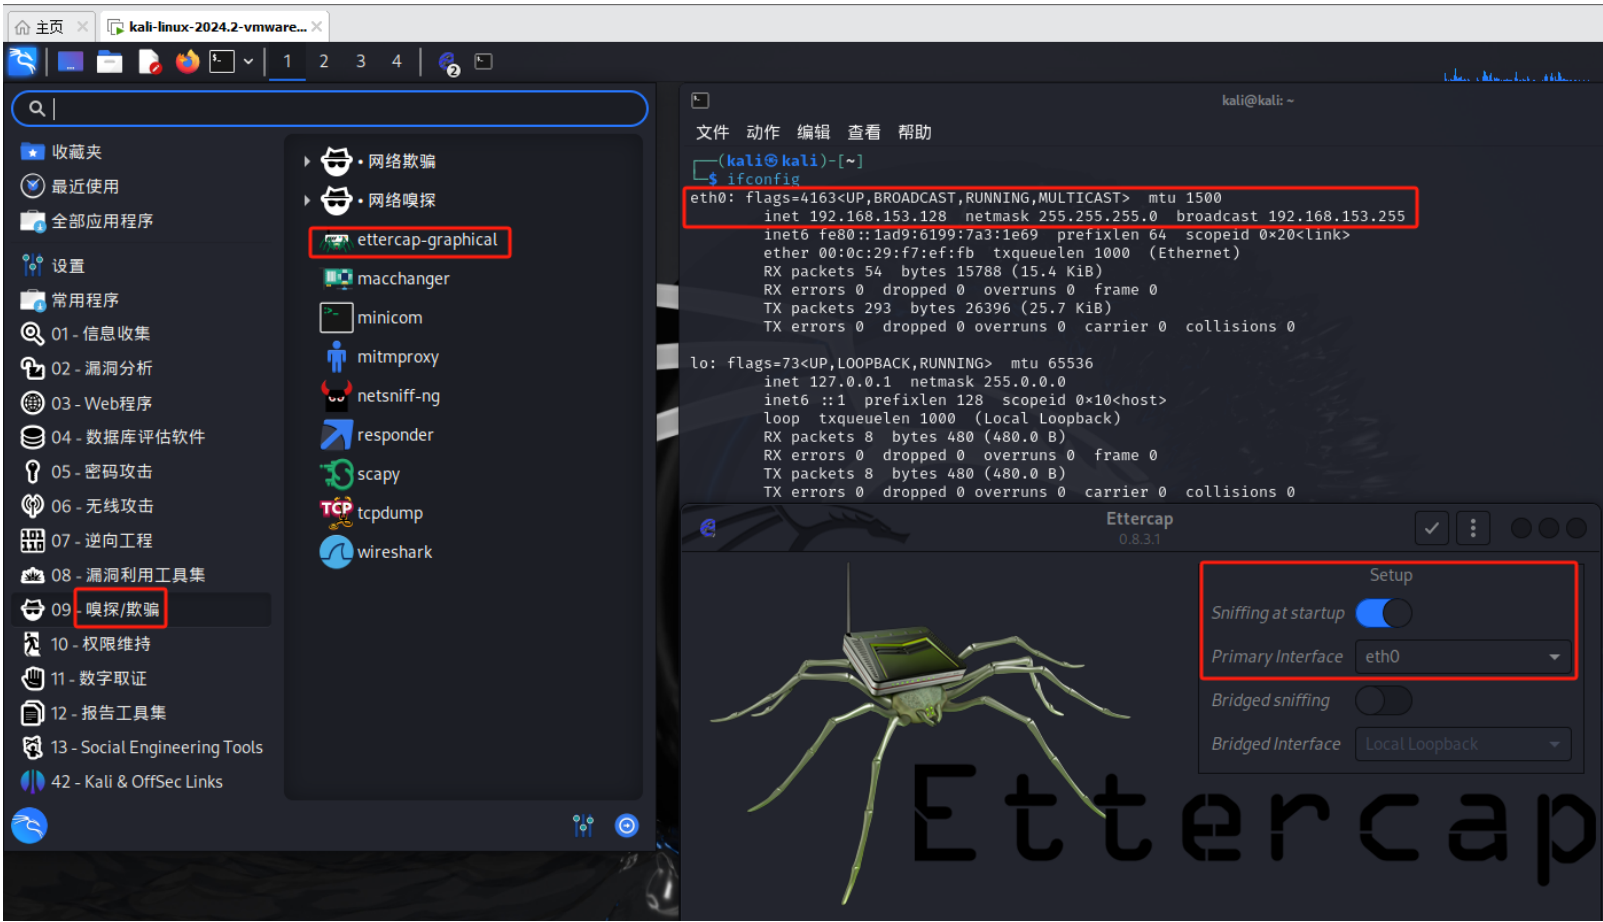 主页
kali-linux-2024.2-vmware...
1 2 3 4
2
收藏夹
最近使用
全部应用程序
设置
常用程序
01 - 信息收集
02 - 漏洞分析
03 - Web程序
04 - 数据库评估软件
05 - 密码攻击
06 - 无线攻击
07 - 逆向工程
08 - 漏洞利用工具集
09 - 嗅探/欺骗
10 - 权限维持
11 - 数字取证
12 - 报告工具集
13 - Social Engineering Tools
42 - Kali & OffSec Links
• 网络欺骗
• 网络嗅探
ettercap-graphical
macchanger
minicom
mitmproxy
netsniff-ng
responder
scapy
TCP
tcpdump
wireshark
kali@kali: ~
文件 动作 编辑 查看 帮助
┌──(kali㉿kali)-[~]
└─$ ifconfig
eth0: flags=4163<UP,BROADCAST,RUNNING,MULTICAST>  mtu 1500
inet 192.168.153.128  netmask 255.255.255.0  broadcast 192.168.153.255
inet6 fe80::1ad9:6199:7a3:1e69  prefixlen 64  scopeid 0×20<link>
ether 00:0c:29:f7:ef:fb  txqueuelen 1000  (Ethernet)
RX packets 54  bytes 15788 (15.4 KiB)
RX errors 0  dropped 0  overruns 0  frame 0
TX packets 293  bytes 26396 (25.7 KiB)
TX errors 0  dropped 0 overruns 0  carrier 0  collisions 0
lo: flags=73<UP,LOOPBACK,RUNNING>  mtu 65536
inet 127.0.0.1  netmask 255.0.0.0
inet6 ::1  prefixlen 128  scopeid 0×10<host>
loop  txqueuelen 1000  (Local Loopback)
RX packets 8  bytes 480 (480.0 B)
RX errors 0  dropped 0  overruns 0  frame 0
TX packets 8  bytes 480 (480.0 B)
TX errors 0  dropped 0 overruns 0  carrier 0  collisions 0
Ettercap
0.8.3.1
Setup
Sniffing at startup
Primary Interface eth0
Bridged sniffing
Bridged Interface Local Loopback
Ettercap